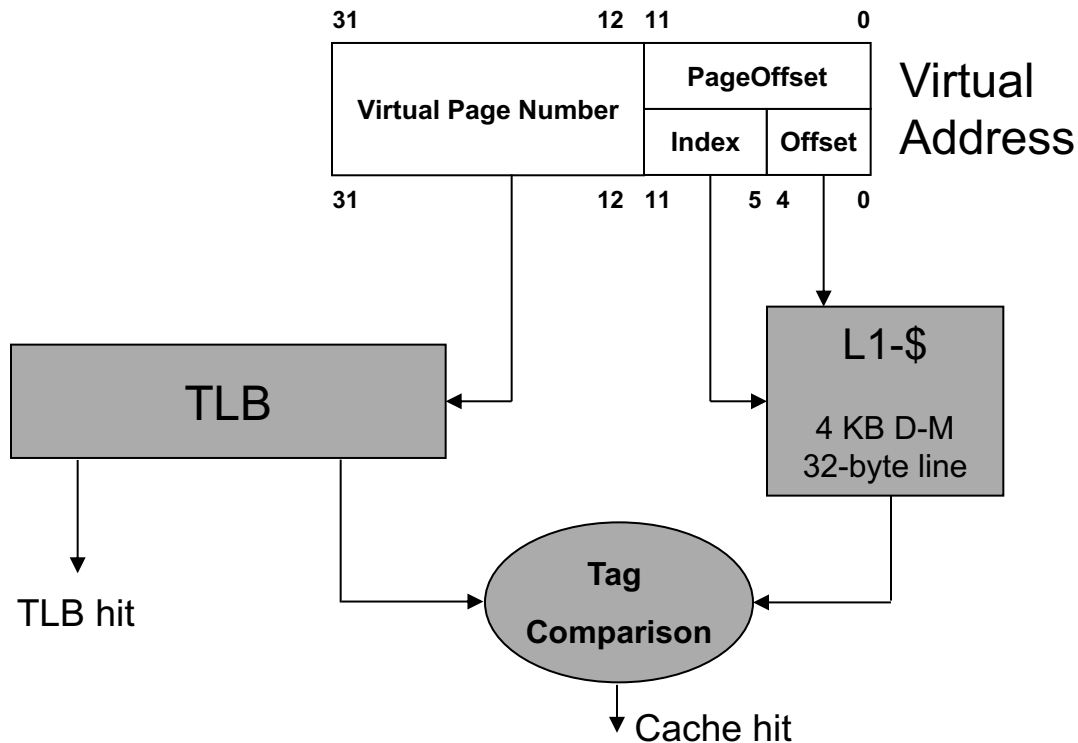 31 12 11 0
Virtual Page Number
PageOffset
Index Offset
Virtual
Address
31 12 11 5 4 0
TLB
L1-$
4 KB D-M
32-byte line
TLB hit
Tag
Comparison
Cache hit